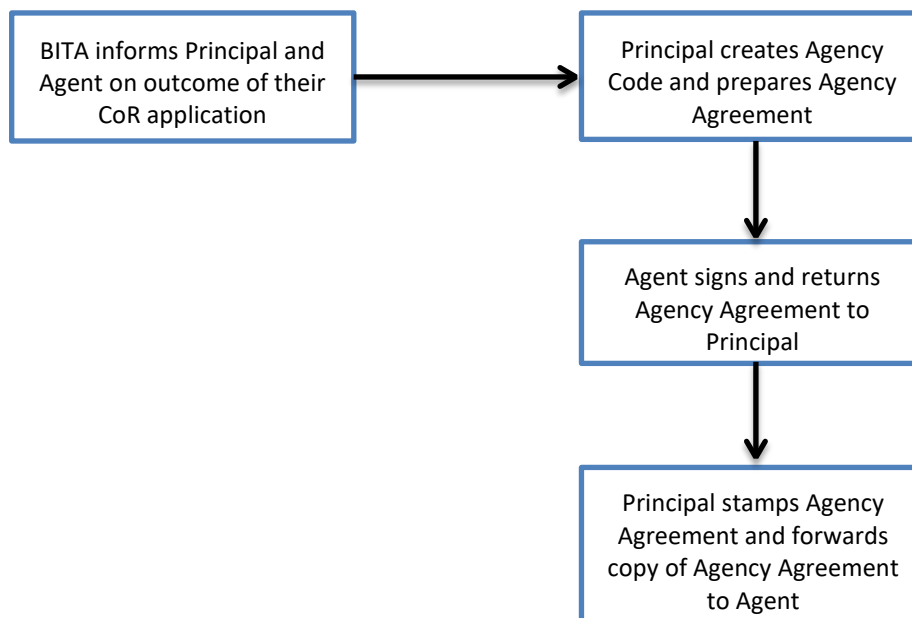 BITA informs Principal and
Agent on outcome of their
CoR application
Principal creates Agency
Code and prepares Agency
Agreement
Agent signs and returns
Agency Agreement to
Principal
Principal stamps Agency
Agreement and forwards
copy of Agency Agreement
to Agent